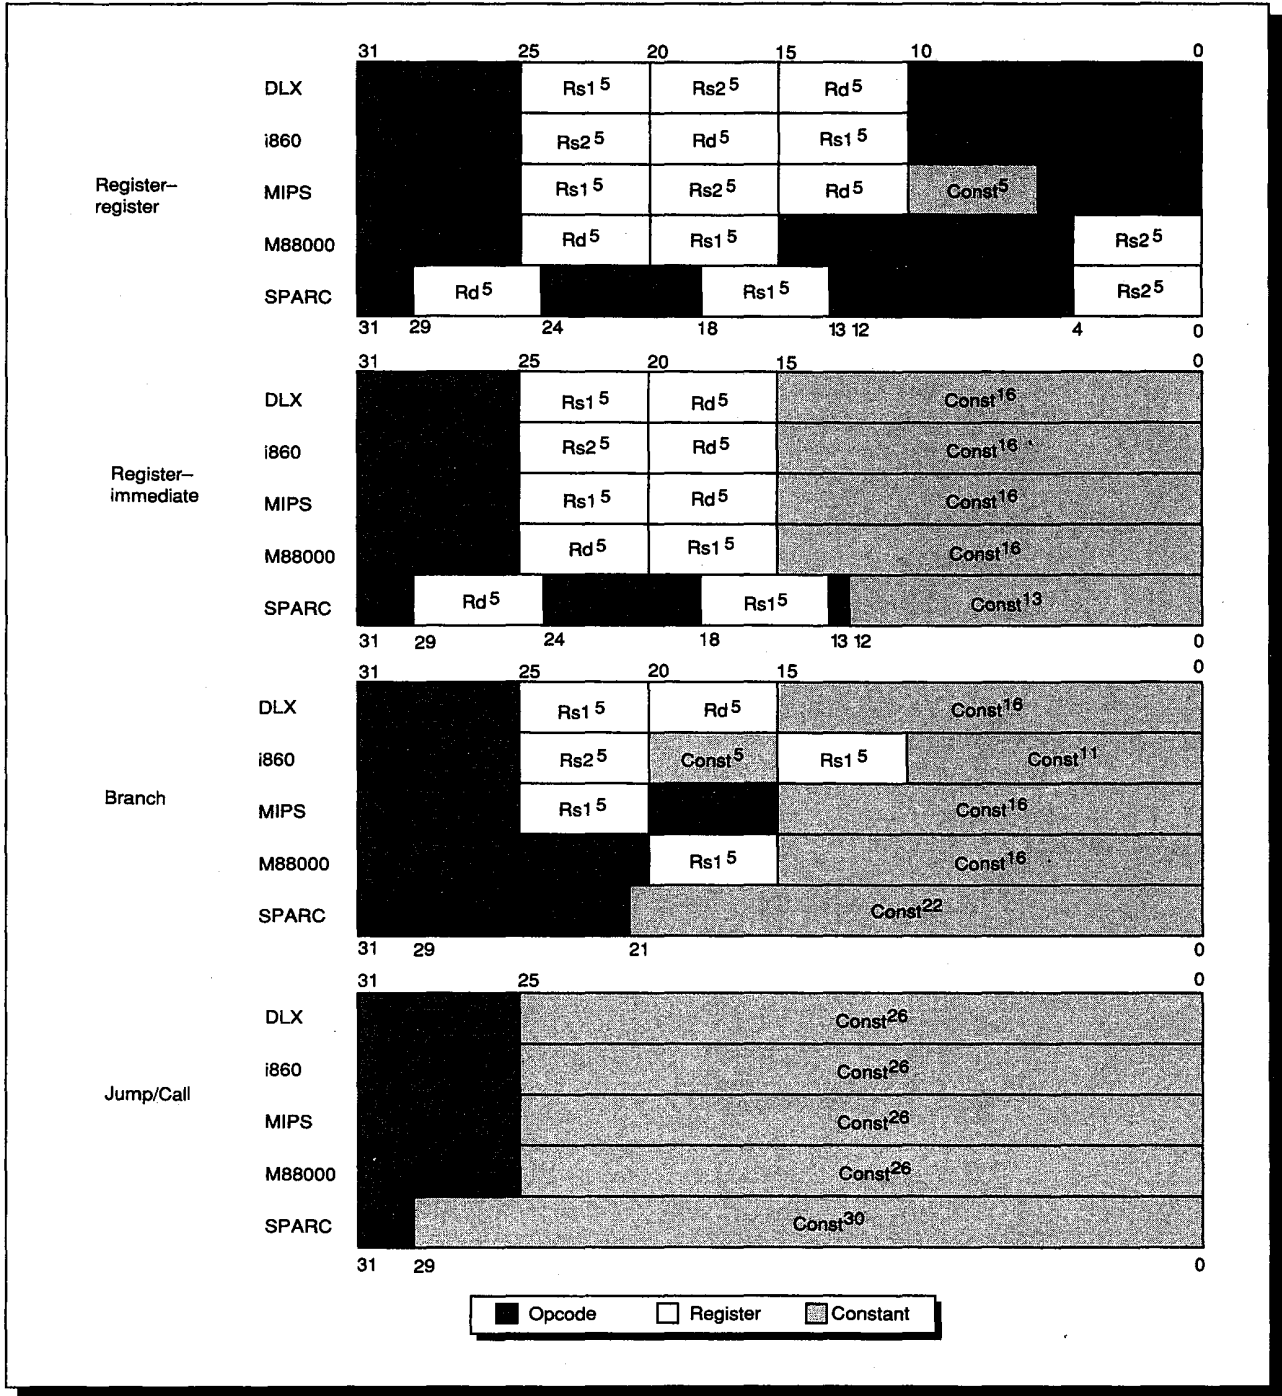 31 25 20 15 10 0
DLX Rs1 5 Rs2 5 Rd 5
i860 Rs2 5 Rd 5 Rs1 5
Register–
register
MIPS Rs1 5 Rs2 5 Rd 5 Const5
M88000 Rd 5 Rs1 5 Rs2 5
SPARC Rd 5 Rs1 5 Rs2 5
31 29 24 18 13 12 4 0
31 25 20 15 0
DLX Rs1 5 Rd 5 Const16
i860 Rs2 5 Rd 5 Const16
Register–
immediate
MIPS Rs1 5 Rd 5 Const16
M88000 Rd 5 Rs1 5 Const16
SPARC Rd 5 Rs1 5 Const13
31 29 24 18 13 12 0
31 25 20 15 0
DLX Rs1 5 Rd 5 Const16
i860 Rs2 5 Const5 Rs1 5 Const11
Branch
MIPS Rs1 5 Const16
M88000 Rs1 5 Const16
SPARC Const22
31 29 21 0
31 25 0
DLX Const26
i860 Const26
Jump/Call
MIPS Const26
M88000 Const26
SPARC Const30
31 29 0
Opcode Register Constant